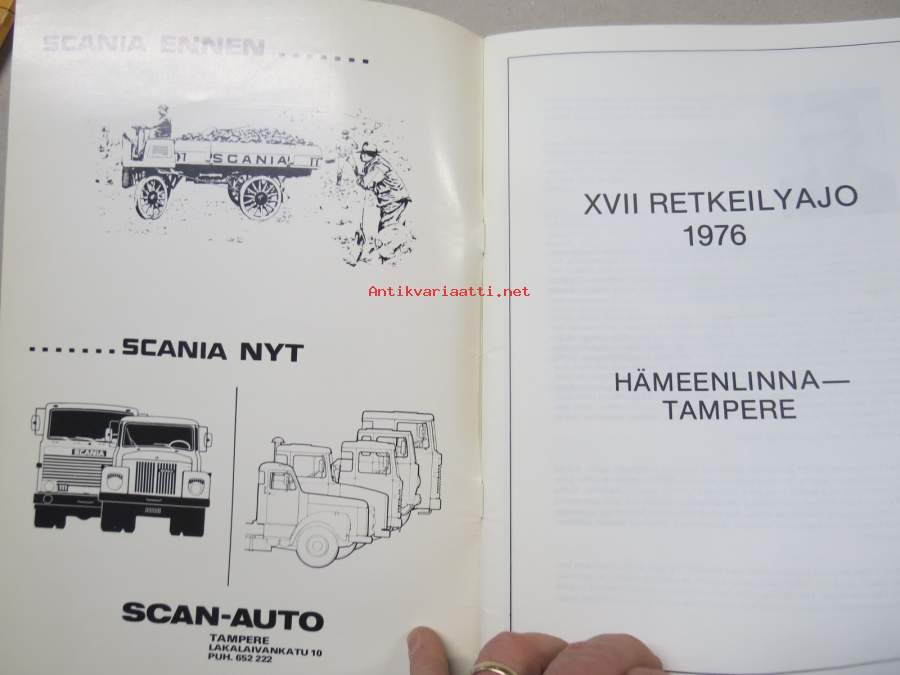 SCANIA ENNEN .......
SCANIA
.......SCANIA NYT
SCANIA
SCAN-AUTO
TAMPERE
LAKALAIVANKATU 10
PUH. 652 222
XVII RETKEILYAJO
1976
HÄMEENLINNA—
TAMPERE
Antikvariaatti.net